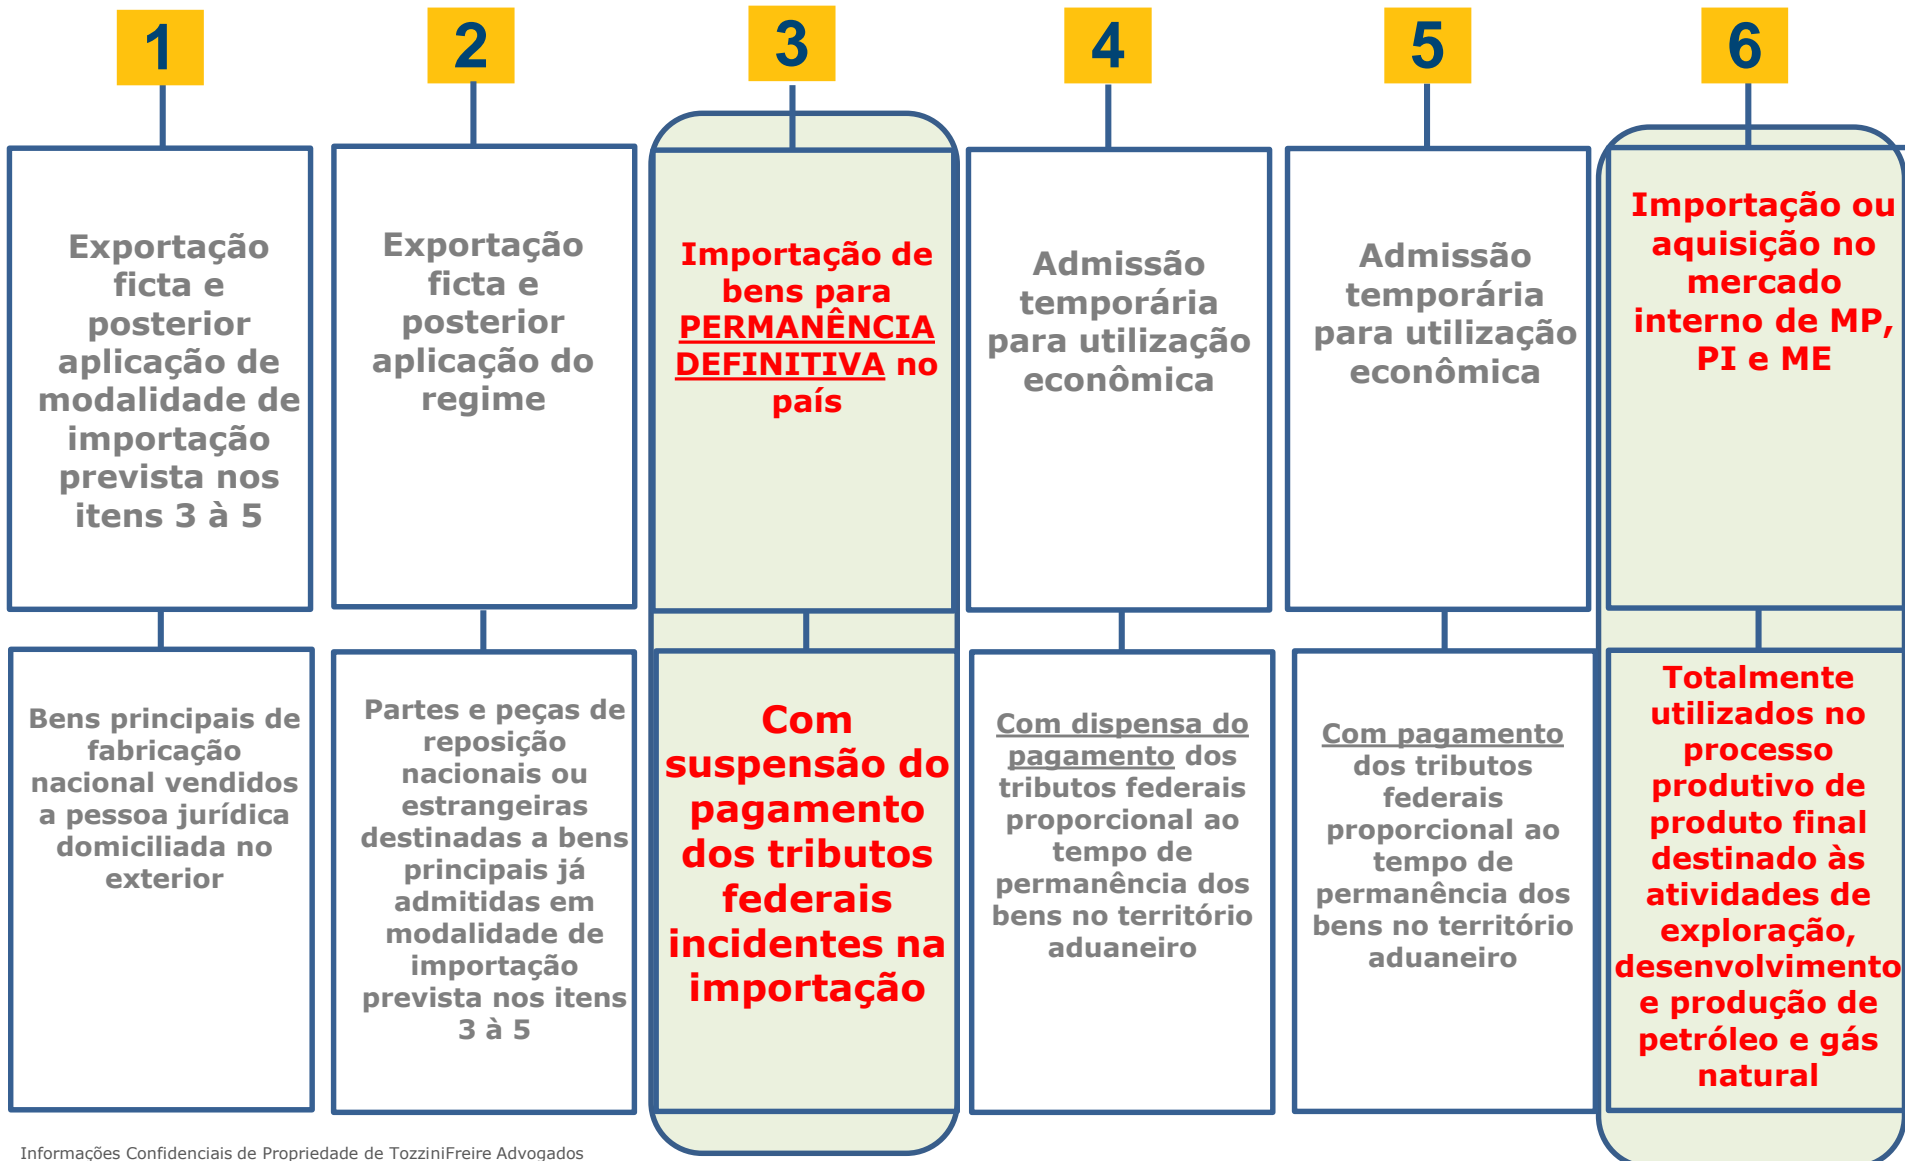 1
2
3
4
5
6
Exportação
ficta e
posterior
aplicação de
modalidade de
importação
prevista nos
itens 3 à 5
Exportação
ficta e
posterior
aplicação do
regime
Importação de
bens para
PERMANÊNCIA
DEFINITIVA no
país
Admissão
temporária
para utilização
econômica
Admissão
temporária
para utilização
econômica
Importação ou
aquisição no
mercado
interno de MP,
PI e ME
Bens principais de
fabricação
nacional vendidos
a pessoa jurídica
domiciliada no
exterior
Partes e peças de
reposição
nacionais ou
estrangeiras
destinadas a bens
principais já
admitidas em
modalidade de
importação
prevista nos itens
3 à 5
Com
suspensão do
pagamento
dos tributos
federais
incidentes na
importação
Com dispensa do
pagamento dos
tributos federais
proporcional ao
tempo de
permanência dos
bens no território
aduaneiro
Com pagamento
dos tributos
federais
proporcional ao
tempo de
permanência dos
bens no território
aduaneiro
Totalmente
utilizados no
processo
produtivo de
produto final
destinado às
atividades de
exploração,
desenvolvimento
e produção de
petróleo e gás
natural
Informações Confidenciais de Propriedade de TozziniFreire Advogados